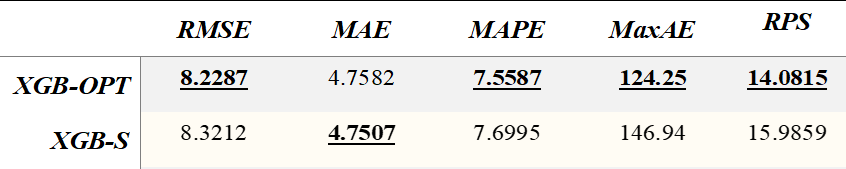 RMSE MAE MAPE MaxAE RPS
XGB-OPT 8.2287 4.7582 7.5587 124.25 14.0815
XGB-S 8.3212 4.7507 7.6995 146.94 15.9859